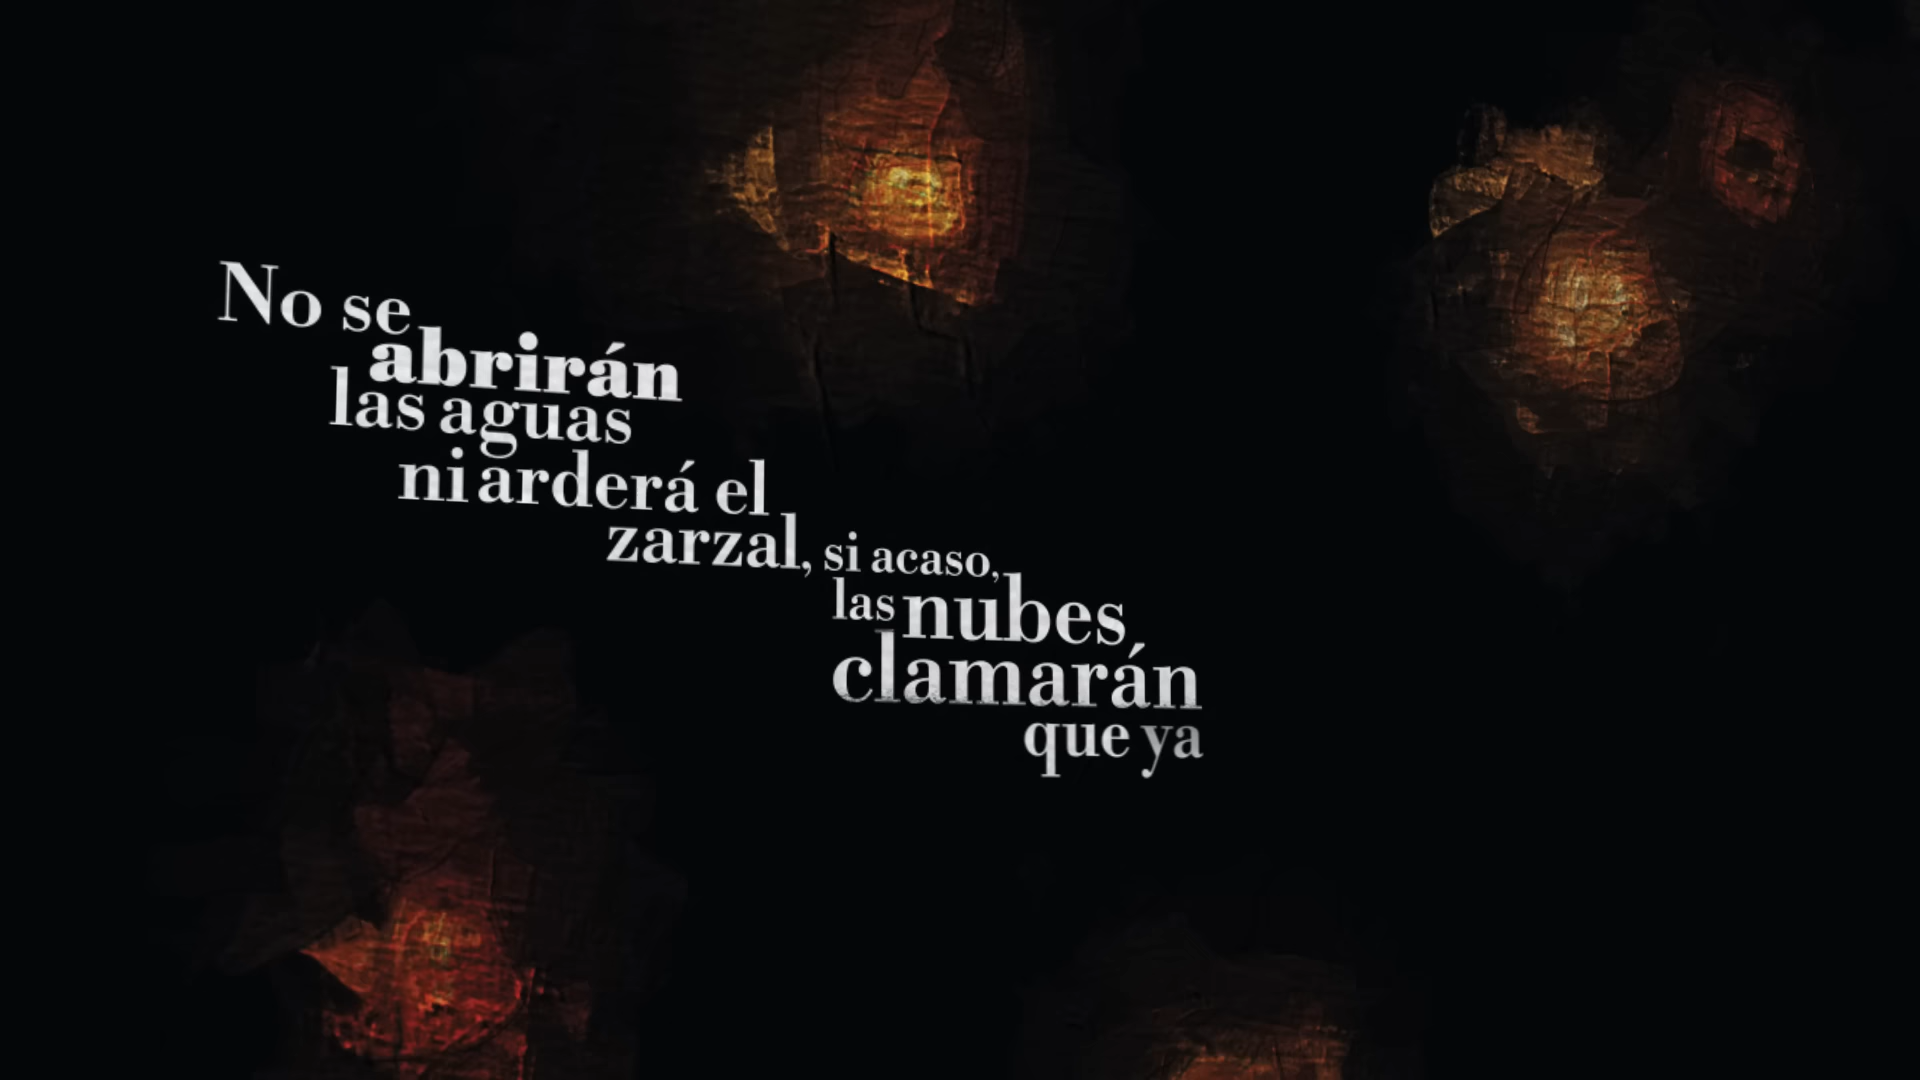 No se
abrirán
las aguas
ni arderá el
zarzal, si acaso,
las nubes
clamarán
que ya